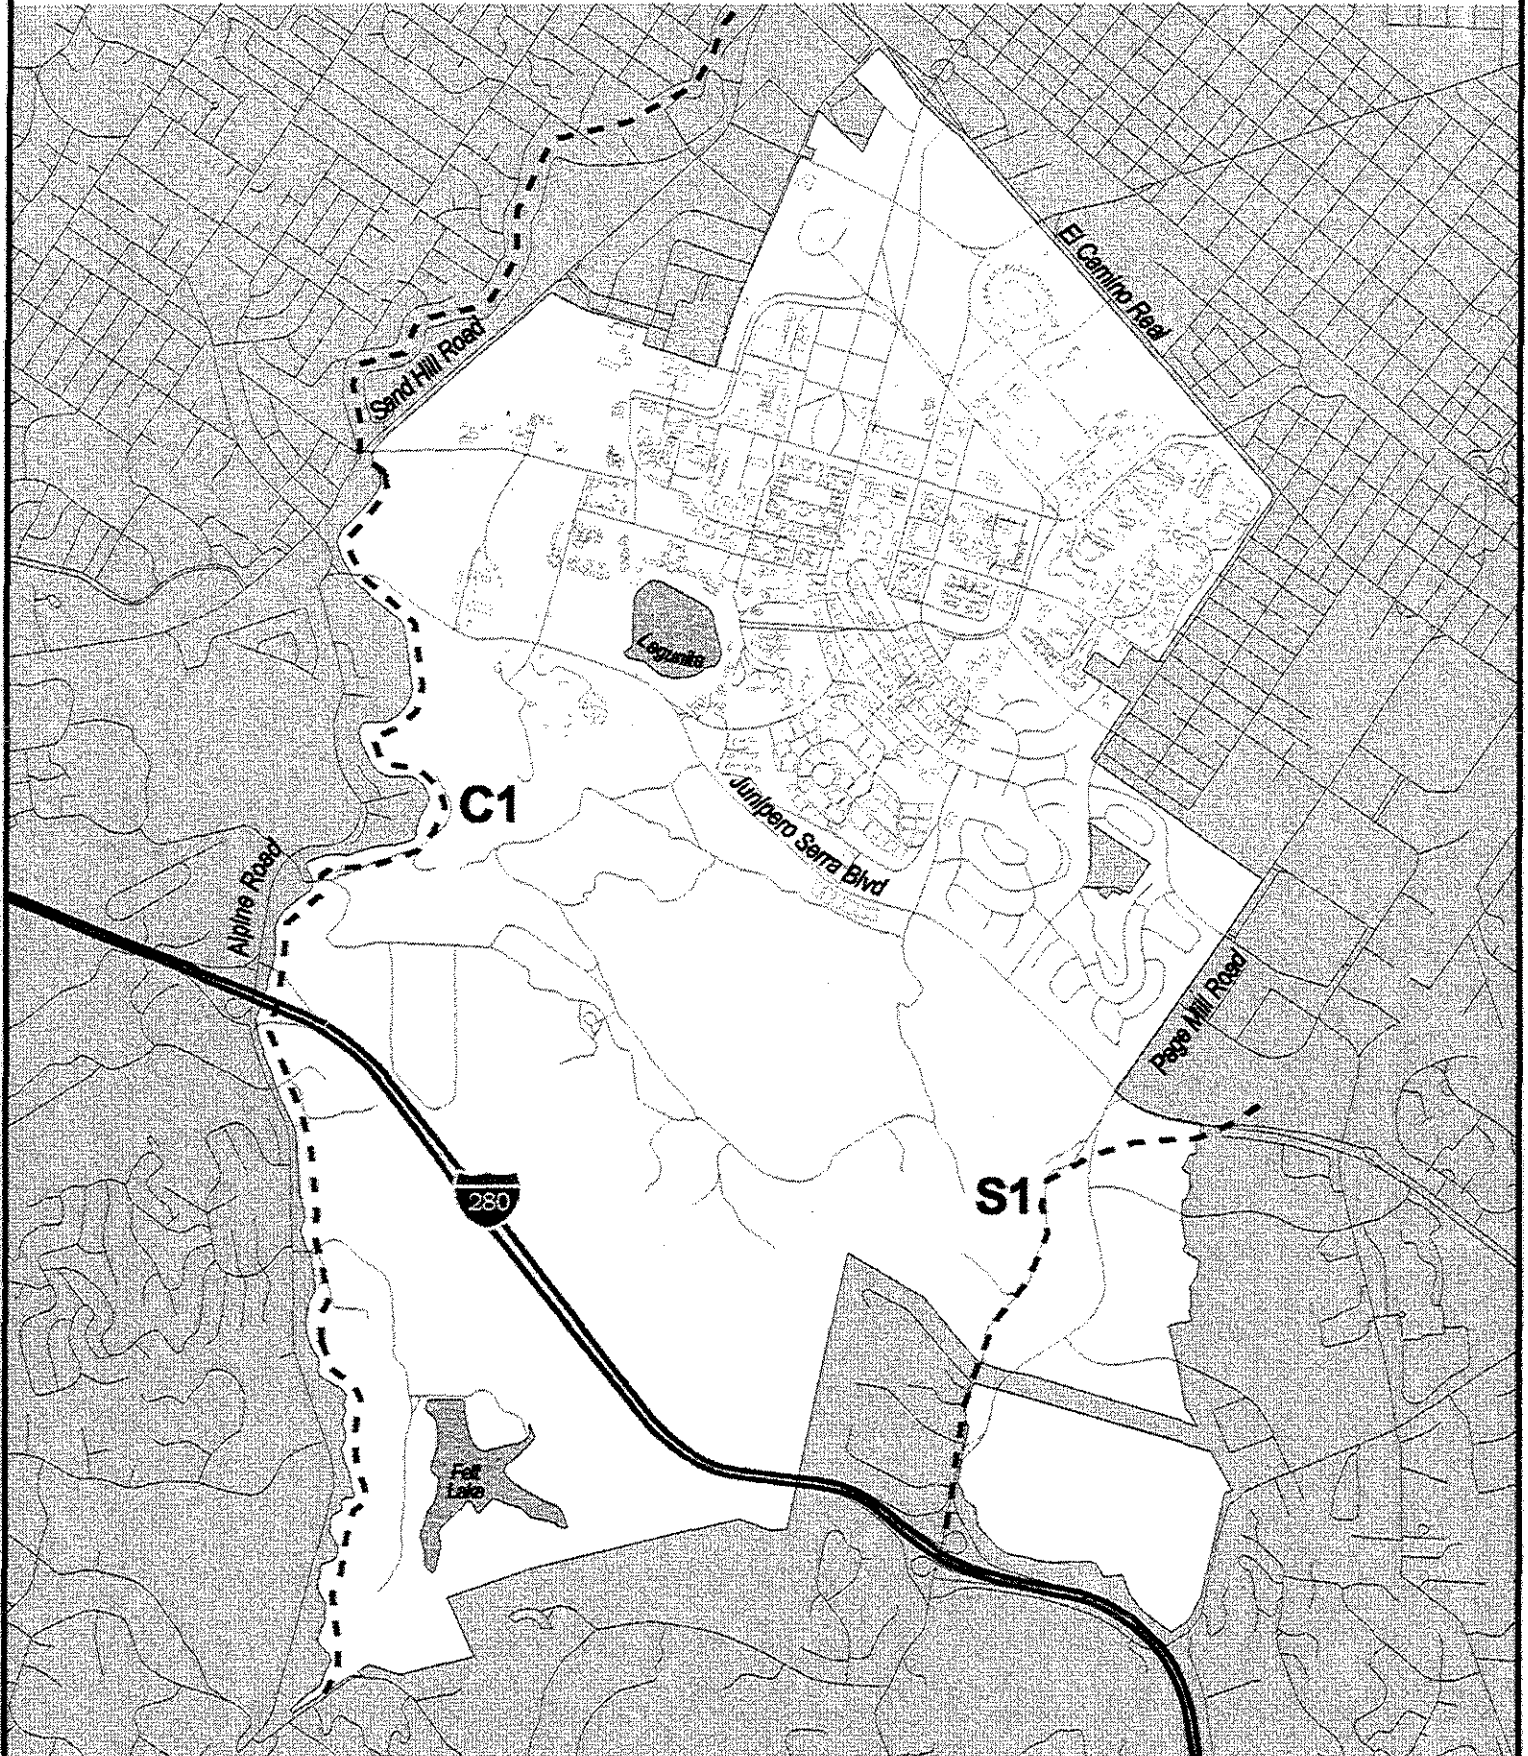 El Camino Real
Sand Hill Road
Lagunita
C1
Junipero Serra Blvd
Alpine Road
Page Mill Road
280
S1
Felt
Lake